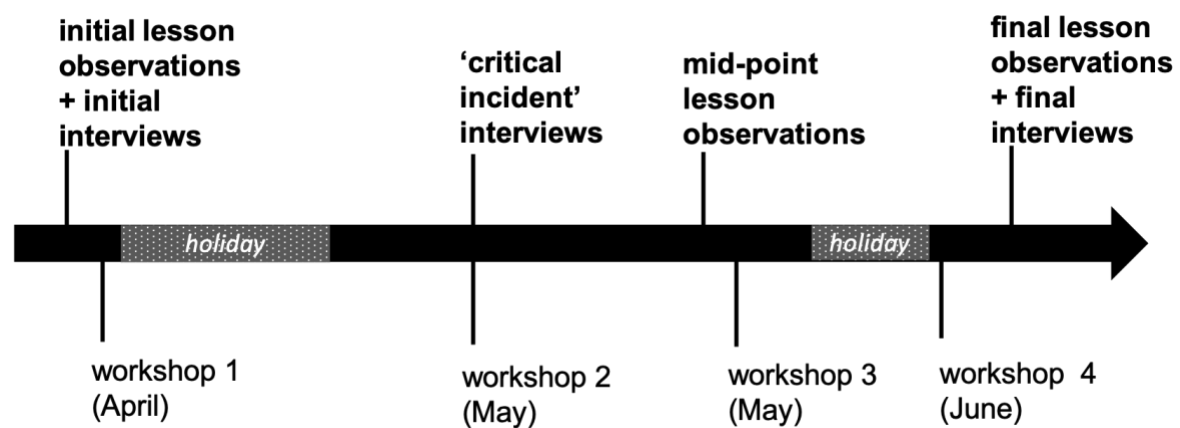 initial lesson
observations
+ initial
interviews
‘critical
incident’
interviews
mid-point
lesson
observations
final lesson
observations
+ final
interviews
holiday
holiday
workshop 1
(April)
workshop 2
(May)
workshop 3
(May)
workshop  4
(June)